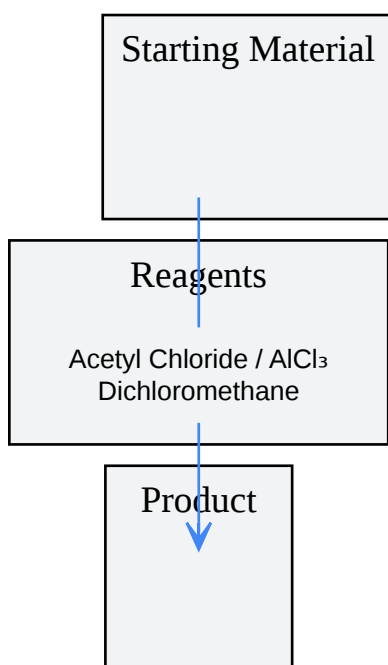 Starting Material
Reagents
Acetyl Chloride / AlCl₃
Dichloromethane
Product